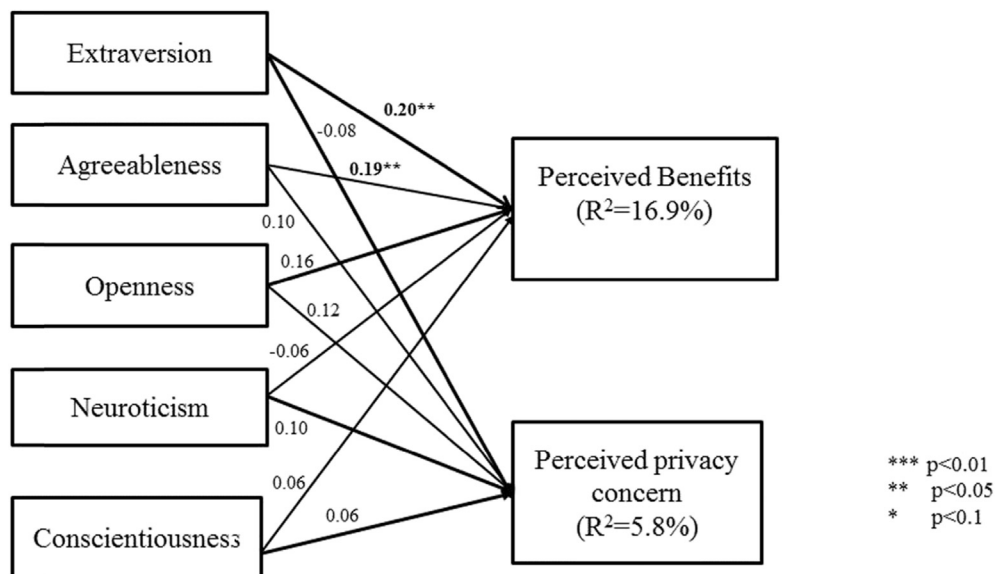 Extraversion
Agreeableness
Openness
Neuroticism
Conscientiousness
0.20**
-0.08
0.19**
0.10
0.16
0.12
-0.06
0.10
0.06
0.06
Perceived Benefits
(R²=16.9%)
Perceived privacy
concern
(R²=5.8%)
*** p<0.01
** p<0.05
* p<0.1